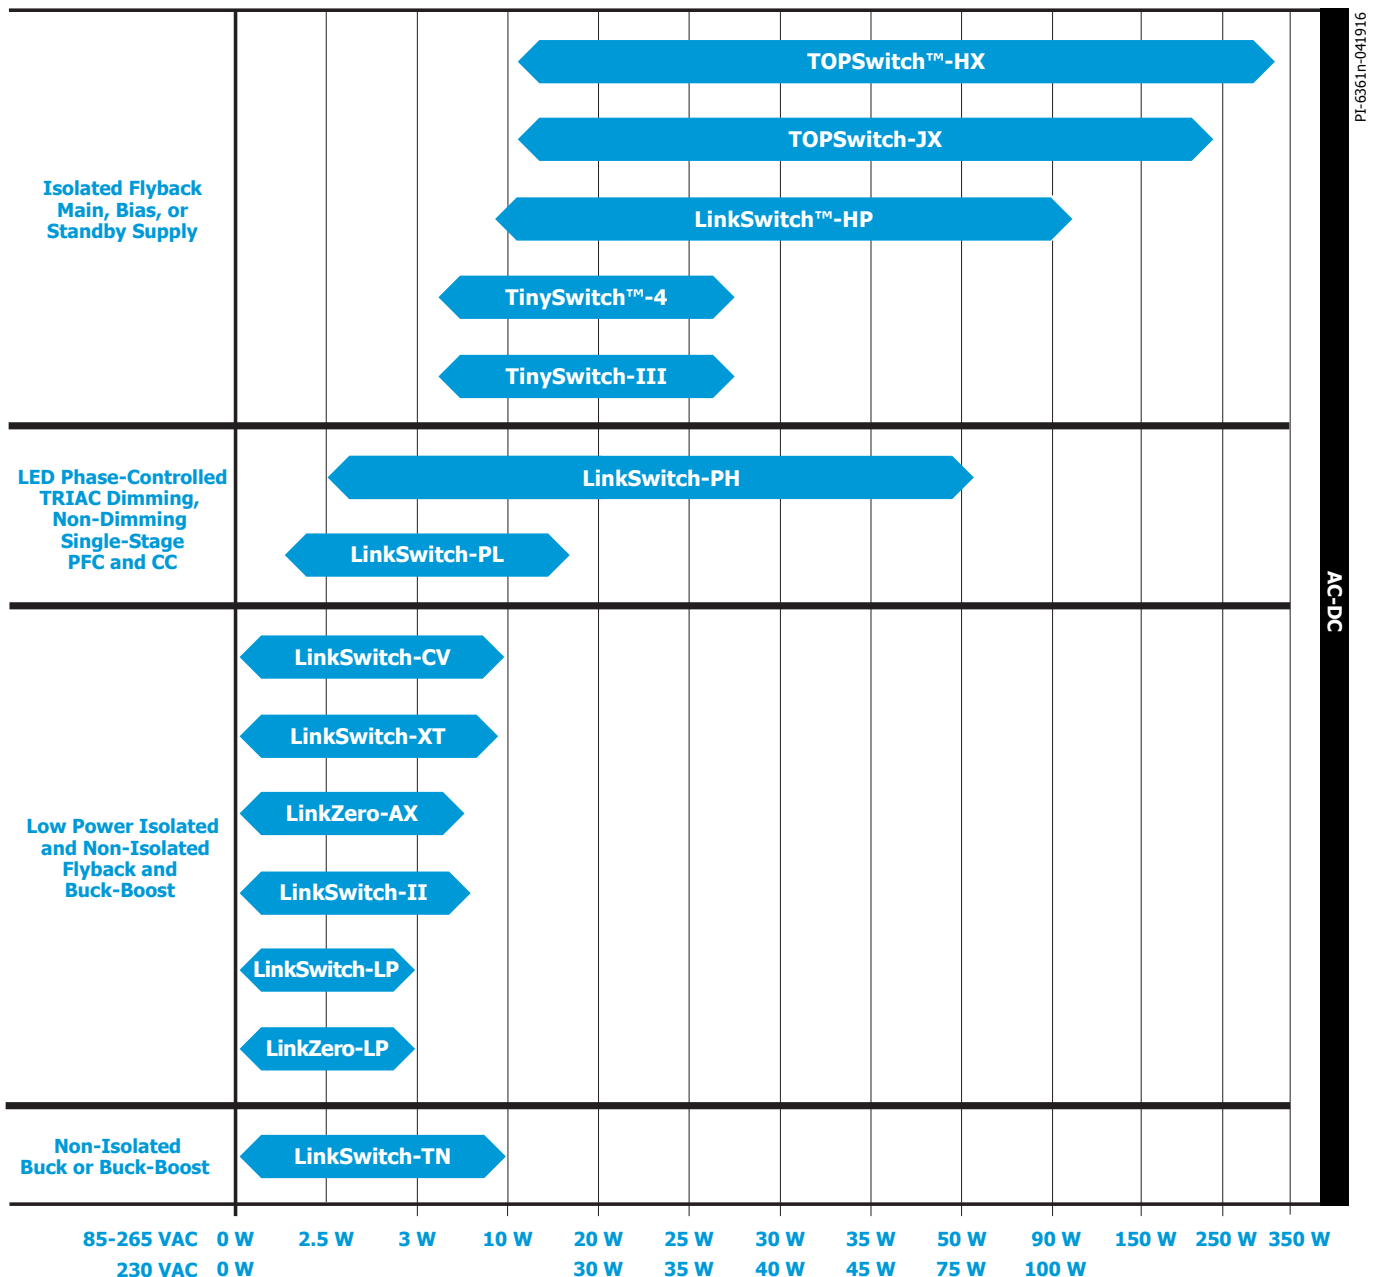 PI-6361n-041916
AC-DC
Isolated Flyback
Main, Bias, or
Standby Supply
TOPSwitch™-HX
TOPSwitch-JX
LinkSwitch™-HP
TinySwitch™-4
TinySwitch-III
LED Phase-Controlled
TRIAC Dimming,
Non-Dimming
Single-Stage
PFC and CC
LinkSwitch-PH
LinkSwitch-PL
Low Power Isolated
and Non-Isolated
Flyback and
Buck-Boost
LinkSwitch-CV
LinkSwitch-XT
LinkZero-AX
LinkSwitch-II
LinkSwitch-LP
LinkZero-LP
Non-Isolated
Buck or Buck-Boost
LinkSwitch-TN
85-265 VAC 0 W 2.5 W 3 W 10 W 20 W 25 W 30 W 35 W 50 W 90 W 150 W 250 W 350 W
230 VAC 0 W 30 W 35 W 40 W 45 W 75 W 100 W